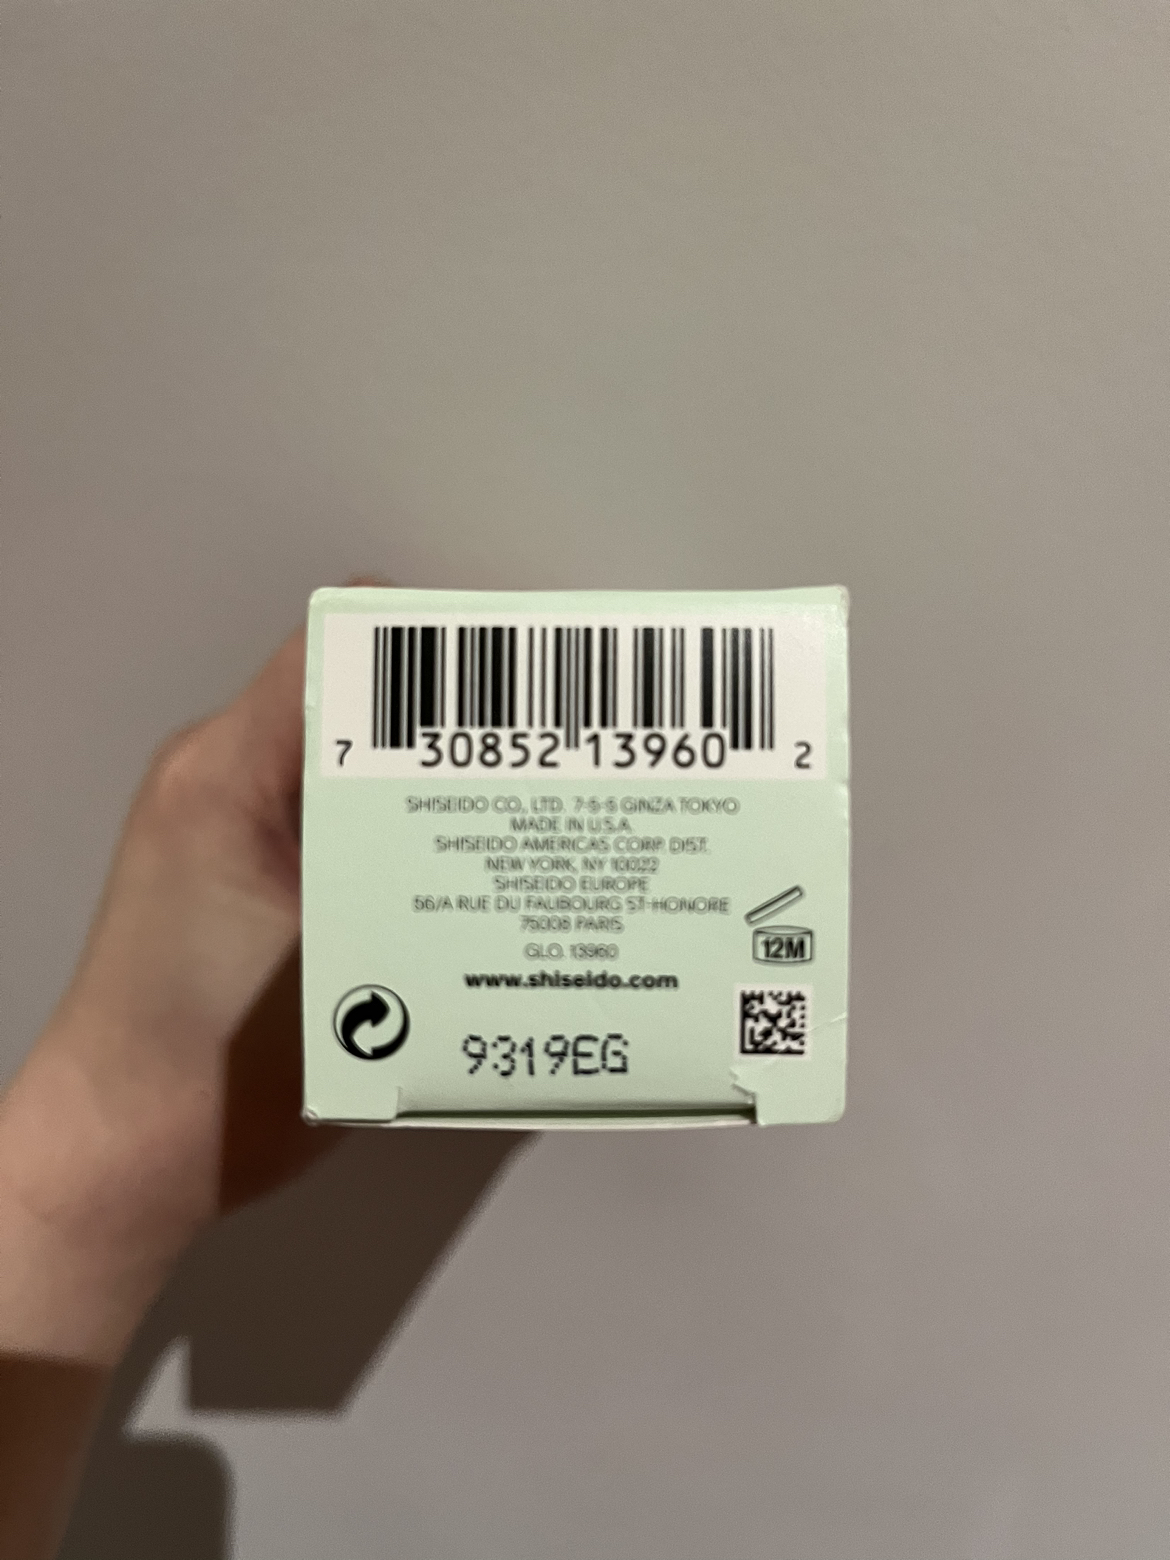 7 30852 13960 2
SHISEIDO CO., LTD. 7-5-5 GINZA TOKYO
MADE IN U.S.A.
SHISEIDO AMERICAS CORP. DIST.
NEW YORK, NY 10022
SHISEIDO EUROPE
56/A RUE DU FAUBOURG ST-HONORE
75008 PARIS
12M
GLO. 13960
www.shiseido.com
9319EG